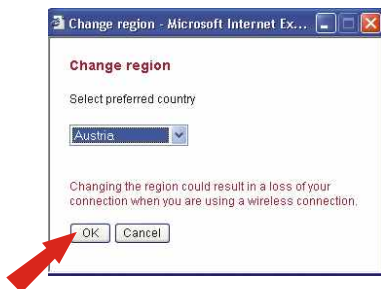 Change region - Microsoft Internet Ex...
Change region
Select preferred country
Austria
Changing the region could result in a loss of your
connection when you are using a wireless connection.
OK Cancel